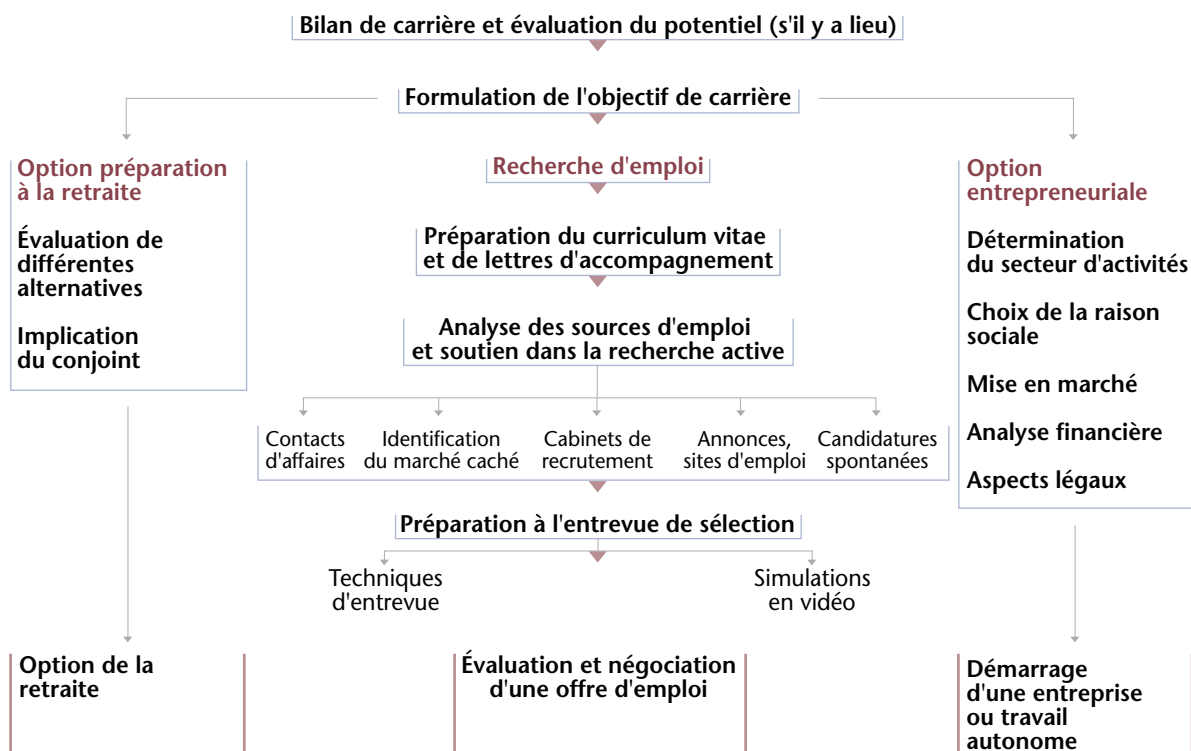 Bilan de carrière et évaluation du potentiel (s'il y a lieu)
Formulation de l'objectif de carrière
Option préparation
à la retraite
Évaluation de
différentes
alternatives
Implication
du conjoint
Recherche d'emploi
Préparation du curriculum vitae
et de lettres d'accompagnement
Analyse des sources d'emploi
et soutien dans la recherche active
Contacts
d'affaires
Identification
du marché caché
Cabinets de
recrutement
Annonces,
sites d'emploi
Candidatures
spontanées
Préparation à l'entrevue de sélection
Techniques
d'entrevue
Simulations
en vidéo
Option
entrepreneuriale
Détermination
du secteur d'activités
Choix de la raison
sociale
Mise en marché
Analyse financière
Aspects légaux
Option de la
retraite
Évaluation et négociation
d'une offre d'emploi
Démarrage
d'une entreprise
ou travail
autonome